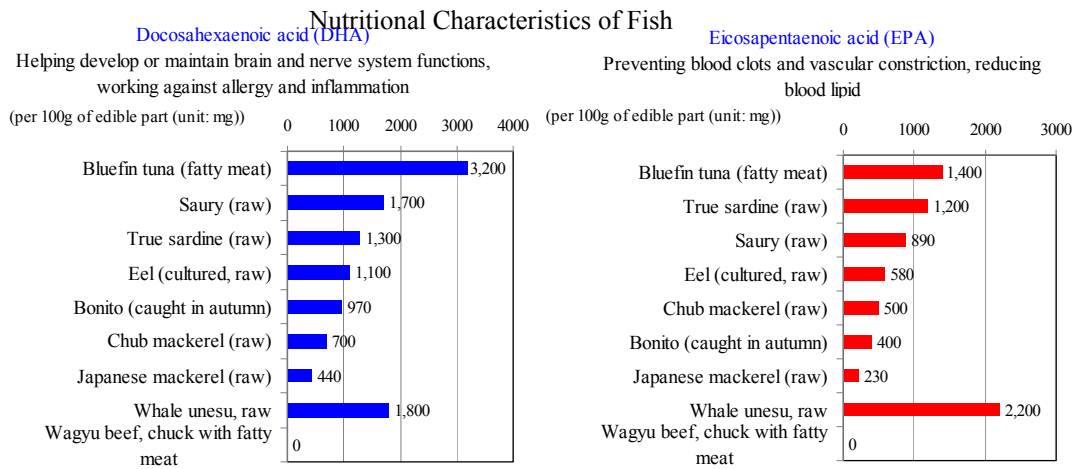 Nutritional Characteristics of Fish
Docosahexaenoic acid (DHA)
Helping develop or maintain brain and nerve system functions,
working against allergy and inflammation
(per 100g of edible part (unit: mg))
0 1000 2000 3000 4000
Bluefin tuna (fatty meat) 3,200
Saury (raw) 1,700
True sardine (raw) 1,300
Eel (cultured, raw) 1,100
Bonito (caught in autumn) 970
Chub mackerel (raw) 700
Japanese mackerel (raw) 440
Whale unesu, raw 1,800
Wagyu beef, chuck with fatty
meat 0
Eicosapentaenoic acid (EPA)
Preventing blood clots and vascular constriction, reducing
blood lipid
(per 100g of edible part (unit: mg))
0 1000 2000 3000
Bluefin tuna (fatty meat) 1,400
True sardine (raw) 1,200
Saury (raw) 890
Eel (cultured, raw) 580
Chub mackerel (raw) 500
Bonito (caught in autumn) 400
Japanese mackerel (raw) 230
Whale unesu, raw 2,200
Wagyu beef, chuck with fatty
meat 0